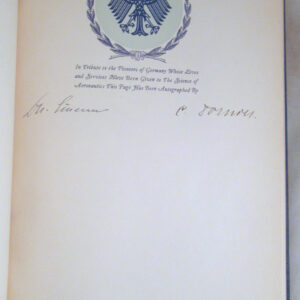 In Tribute to the Pioneers of Germany Whose Lives
and Services Have Been Given to The Science of
Aeronautics This Page Has Been Autographed By
C. Dornier.